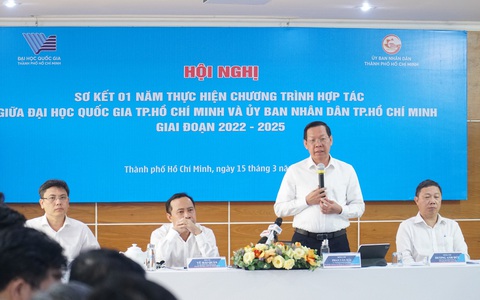 ĐẠI HỌC QUỐC GIA
THÀNH PHỐ HỒ CHÍ MINH
ỦY BAN NHÂN DÂN
THÀNH PHỐ HỒ CHÍ MINH
HỘI NGHỊ
SƠ KẾT 01 NĂM THỰC HIỆN CHƯƠNG TRÌNH HỢP TÁC
GIỮA ĐẠI HỌC QUỐC GIA TP.HỒ CHÍ MINH VÀ ỦY BAN NHÂN DÂN TP.HỒ CHÍ MINH
GIAI ĐOẠN 2022 - 2025
Thành phố Hồ Chí Minh, ngày 15 tháng 3